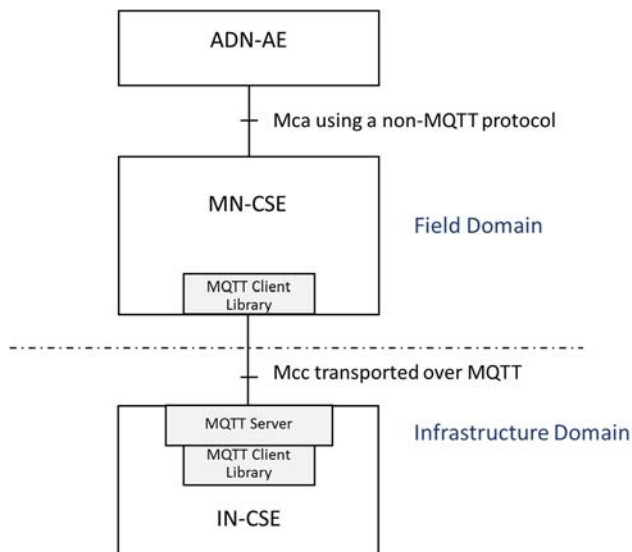 ADN-AE
Mca using a non-MQTT protocol
MN-CSE
Field Domain
MQTT Client
Library
Mcc transported over MQTT
MQTT Server
Infrastructure Domain
MQTT Client
Library
IN-CSE